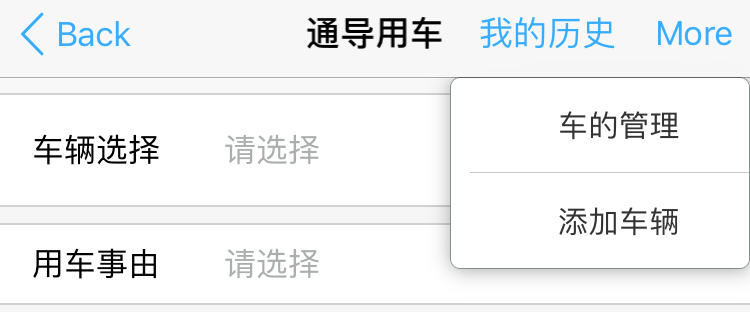 Back 通导用车 我的历史 More
车的管理
车辆选择 请选择
添加车辆
用车事由 请选择